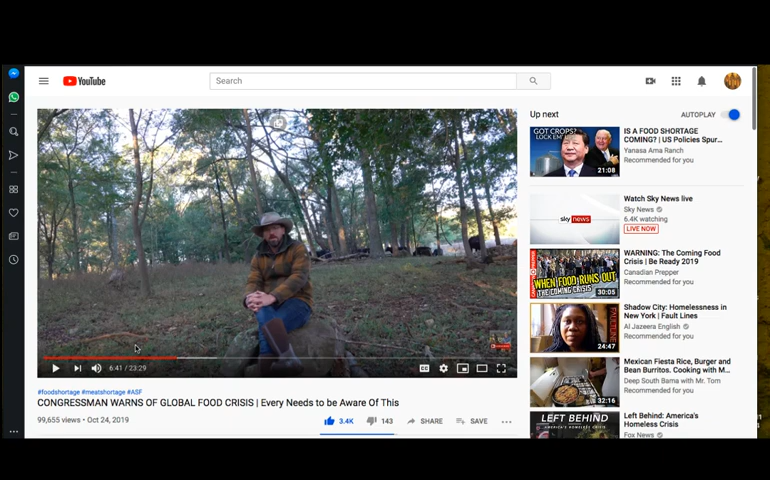 YouTube
Search
Up next
AUTOPLAY
GOT CROPS?
21:08
IS A FOOD SHORTAGE
COMING? | US Policies Spur...
Yanasa Ama Ranch
Recommended for you
sky news
Watch Sky News live
Sky News
6.4K watching
LIVE NOW
WHEN FOOD RUNS OUT
THE COMING CRISIS
30:05
WARNING: The Coming Food
Crisis | Be Ready 2019
Canadian Prepper
Recommended for you
24:47
Shadow City: Homelessness in
New York | Fault Lines
Al Jazeera English
Recommended for you
32:16
Mexican Fiesta Rice, Burger and
Bean Burritos. Cooking with M...
Deep South Bama with Mr. Tom
Recommended for you
LEFT BEHIND
Left Behind: America's
Homeless Crisis
Fox News
6:41 / 23:29
#foodshortage #meatshortage #ASF
CONGRESSMAN WARNS OF GLOBAL FOOD CRISIS | Every Needs to be Aware Of This
99,655 views • Oct 24, 2019
3.4K
143
SHARE
SAVE